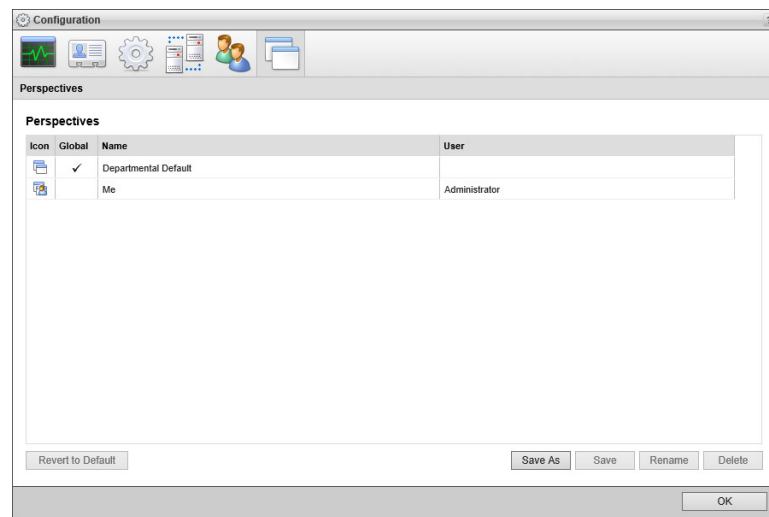 Configuration
Perspectives
Perspectives
Icon Global Name User
✓ Departmental Default
Me Administrator
Revert to Default Save As Save Rename Delete
OK